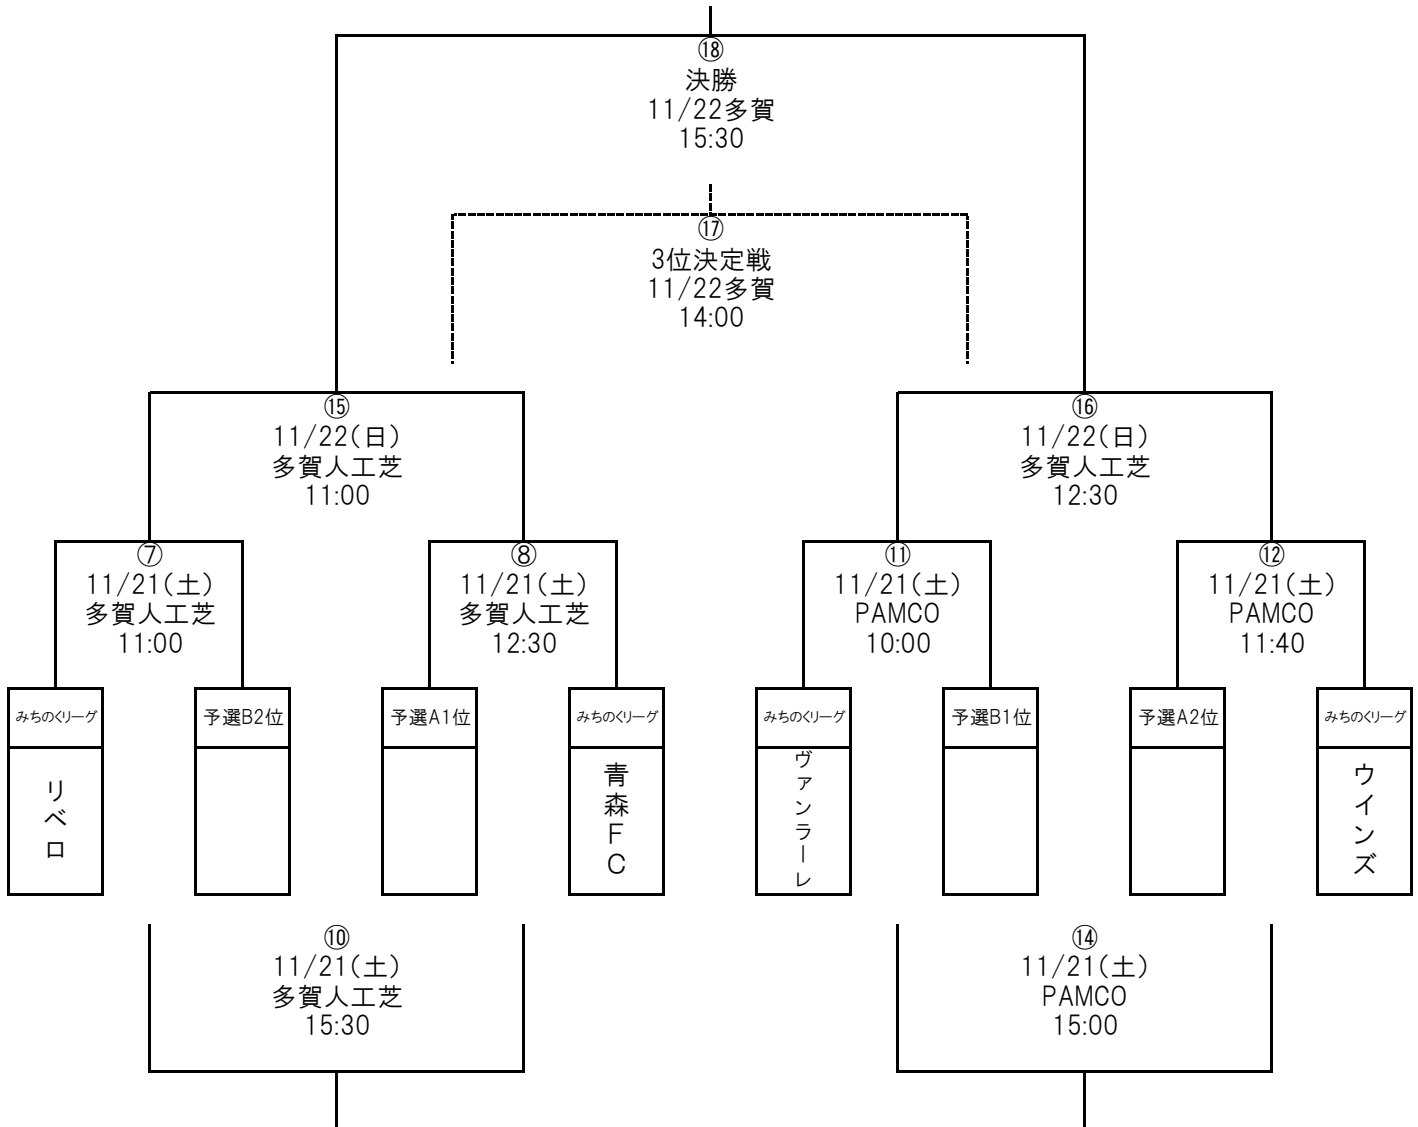 ⑱
決勝
11/22多賀
15:30
⑰
3位決定戦
11/22多賀
14:00
⑮
11/22(日)
多賀人工芝
11:00
⑯
11/22(日)
多賀人工芝
12:30
⑦
11/21(土)
多賀人工芝
11:00
⑧
11/21(土)
多賀人工芝
12:30
⑪
11/21(土)
PAMCO
10:00
⑫
11/21(土)
PAMCO
11:40
みちのくリーグ
予選B2位
予選A1位
みちのくリーグ
みちのくリーグ
予選B1位
予選A2位
みちのくリーグ
リベロ
青森FC
ヴァンラーレ
ウインズ
⑩
11/21(土)
多賀人工芝
15:30
⑭
11/21(土)
PAMCO
15:00